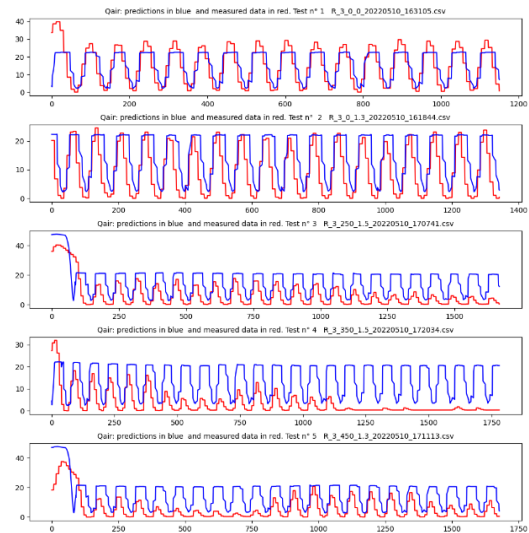 Qair: predictions in blue and measured data in red. Test n° 1 R_3_0_0_20220510_163105.csv
40
30
20
10
0
0 200 400 600 800 1000 1200
Qair: predictions in blue and measured data in red. Test n° 2 R_3_0_1.3_20220510_161844.csv
20
10
0
0 200 400 600 800 1000 1200 1400
Qair: predictions in blue and measured data in red. Test n° 3 R_3_250_1.5_20220510_170741.csv
40
20
0
0 250 500 750 1000 1250 1500
Qair: predictions in blue and measured data in red. Test n° 4 R_3_350_1.5_20220510_172034.csv
30
20
10
0
0 250 500 750 1000 1250 1500 1750
Qair: predictions in blue and measured data in red. Test n° 5 R_3_450_1.3_20220510_171113.csv
40
20
0
0 250 500 750 1000 1250 1500 1750